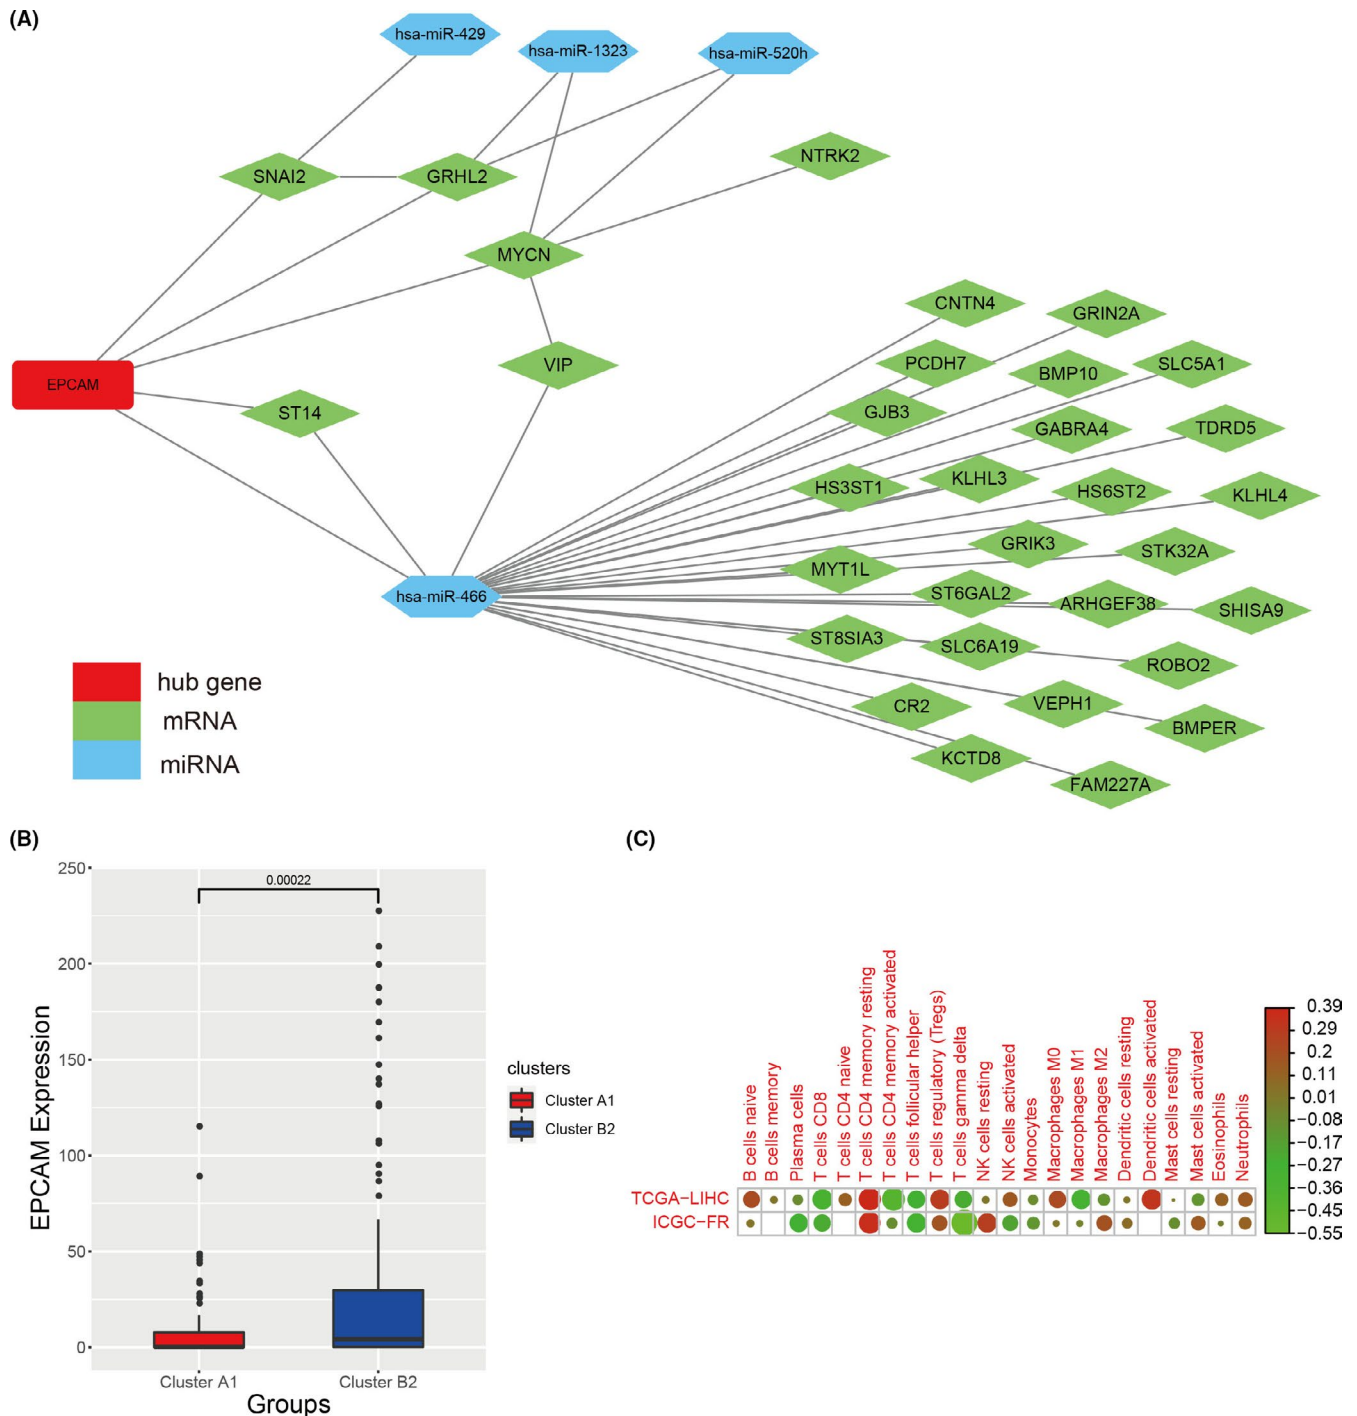 (A)
hsa-miR-429
hsa-miR-1323
hsa-miR-520h
NTRK2
SNAI2
GRHL2
MYCN
CNTN4
GRIN2A
VIP
PCDH7
BMP10
SLC5A1
EPCAM
ST14
GJB3
GABRA4
TDRD5
HS3ST1
KLHL3
HS6ST2
KLHL4
GRIK3
STK32A
MYT1L
hsa-miR-466
ST6GAL2
ARHGEF38
SHISA9
ST8SIA3
SLC6A19
ROBO2
hub gene
mRNA
miRNA
CR2
VEPH1
BMPER
KCTD8
FAM227A
(B)
250
200
150
100
50
0
0.00022
EPCAM Expression
Cluster A1
Cluster B2
Groups
clusters
Cluster A1
Cluster B2
(C)
B cells naive
B cells memory
Plasma cells
T cells CD8
T cells CD4 naive
T cells CD4 memory resting
T cells CD4 memory activated
T cells follicular helper
T cells regulatory (Tregs)
T cells gamma delta
NK cells resting
NK cells activated
Monocytes
Macrophages M0
Macrophages M1
Macrophages M2
Dendritic cells resting
Dendritic cells activated
Mast cells resting
Mast cells activated
Eosinophils
Neutrophils
TCGA−LIHC
ICGC−FR
0.39
0.29
0.2
0.11
0.01
−0.08
−0.17
−0.27
−0.36
−0.45
−0.55